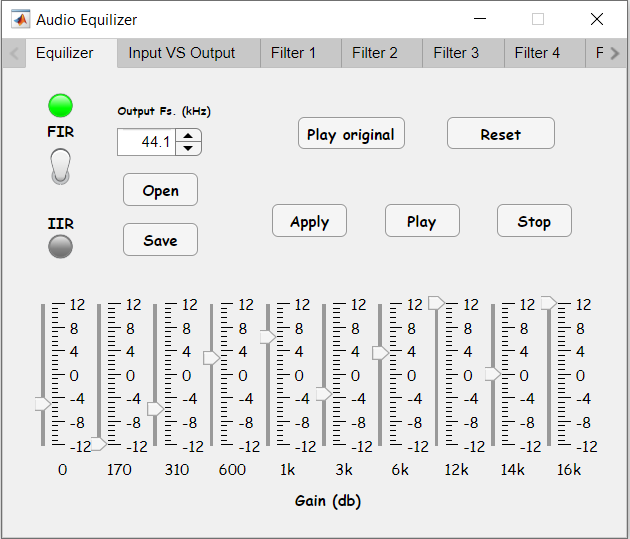 Audio Equilizer
Equilizer Input VS Output Filter 1 Filter 2 Filter 3 Filter 4 F
Output Fs. (kHz)
FIR
44.1
Play original Reset
Open
IIR
Save
Apply Play Stop
12 12 12 12 12 12 12 12 12 12
8 8 8 8 8 8 8 8 8 8
4 4 4 4 4 4 4 4 4 4
0 0 0 0 0 0 0 0 0 0
-4 -4 -4 -4 -4 -4 -4 -4 -4 -4
-8 -8 -8 -8 -8 -8 -8 -8 -8 -8
-12 -12 -12 -12 -12 -12 -12 -12 -12 -12
0 170 310 600 1k 3k 6k 12k 14k 16k
Gain (db)